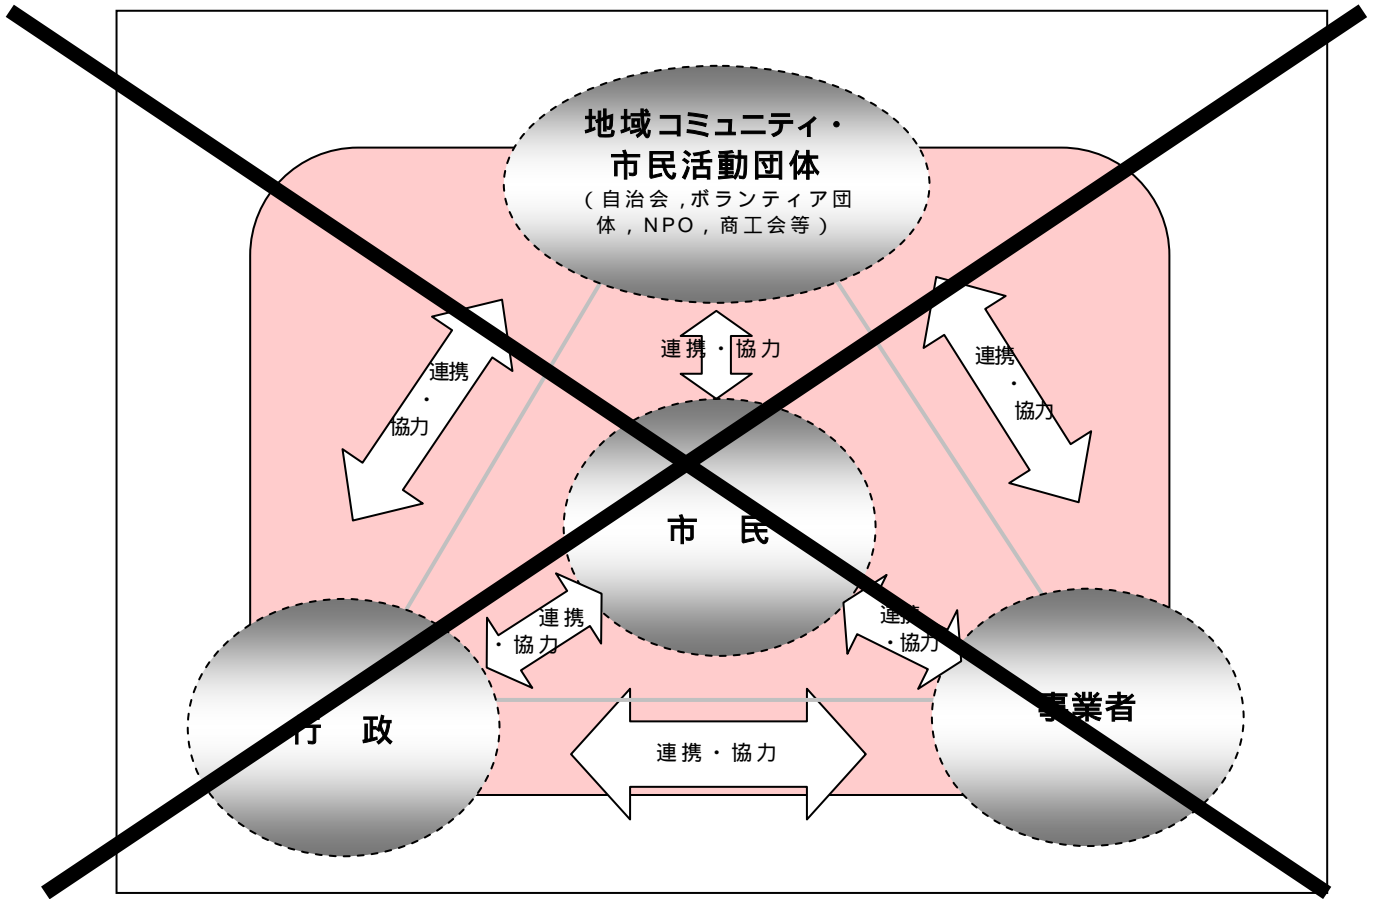 地域コミュニティ・
市民活動団体
（自治会，ボランティア団
体，NPO，商工会等）
連携・協力
連携
・
協力
連携
・
協力
市　民
連携
・協力
連携
・協力
行　政
事業者
連携・協力